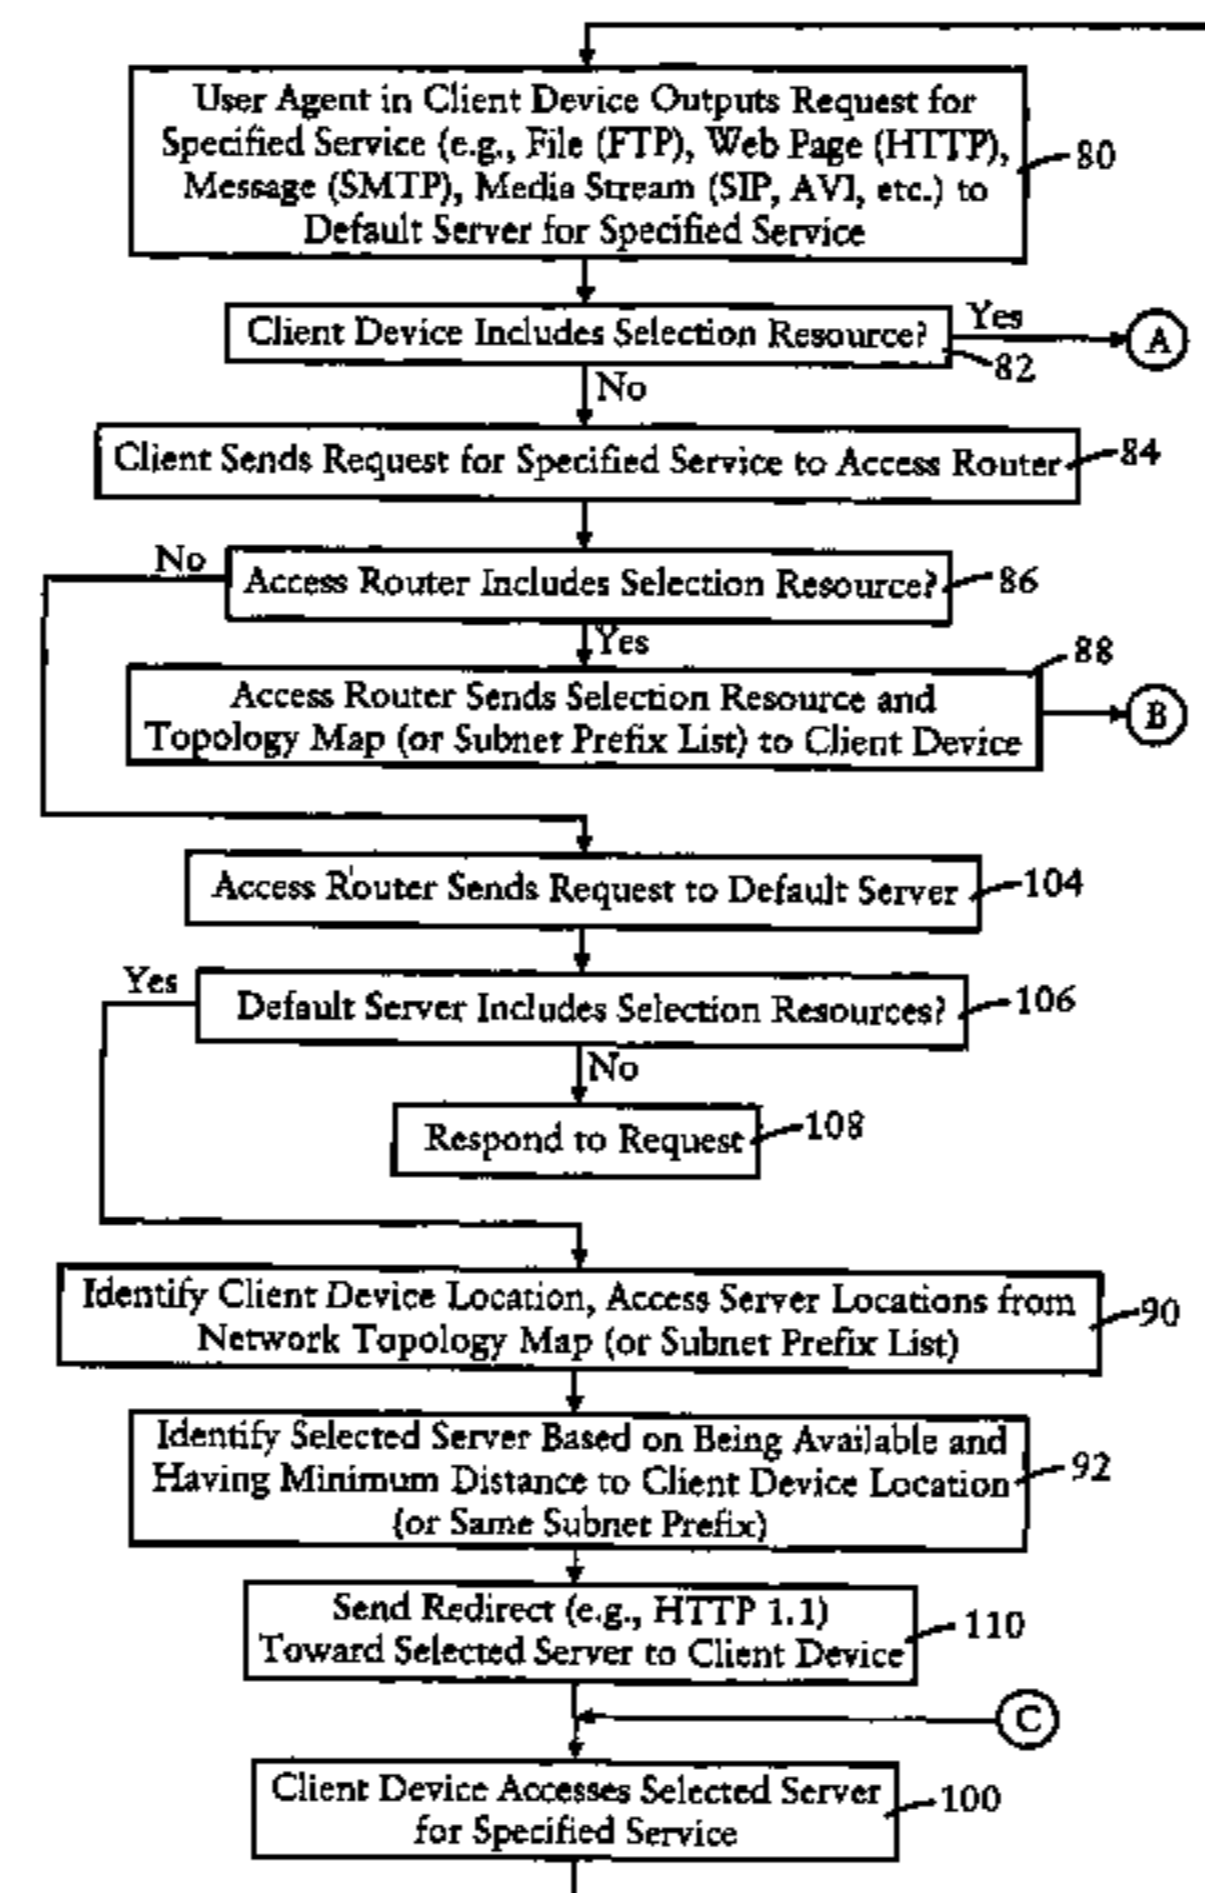 User Agent in Client Device Outputs Request for
Specified Service (e.g., File (FTP), Web Page (HTTP),
Message (SMTP), Media Stream (SIP, AVI, etc.) to
Default Server for Specified Service
80
Client Device Includes Selection Resource?
Yes
A
82
No
Client Sends Request for Specified Service to Access Router
84
No
Access Router Includes Selection Resource?
86
Yes
88
Access Router Sends Selection Resource and
Topology Map (or Subnet Prefix List) to Client Device
B
Access Router Sends Request to Default Server
104
Yes
Default Server Includes Selection Resources?
106
No
Respond to Request
108
Identify Client Device Location, Access Server Locations from
Network Topology Map (or Subnet Prefix List)
90
Identify Selected Server Based on Being Available and
Having Minimum Distance to Client Device Location
(or Same Subnet Prefix)
92
Send Redirect (e.g., HTTP 1.1)
Toward Selected Server to Client Device
110
C
Client Device Accesses Selected Server
for Specified Service
100